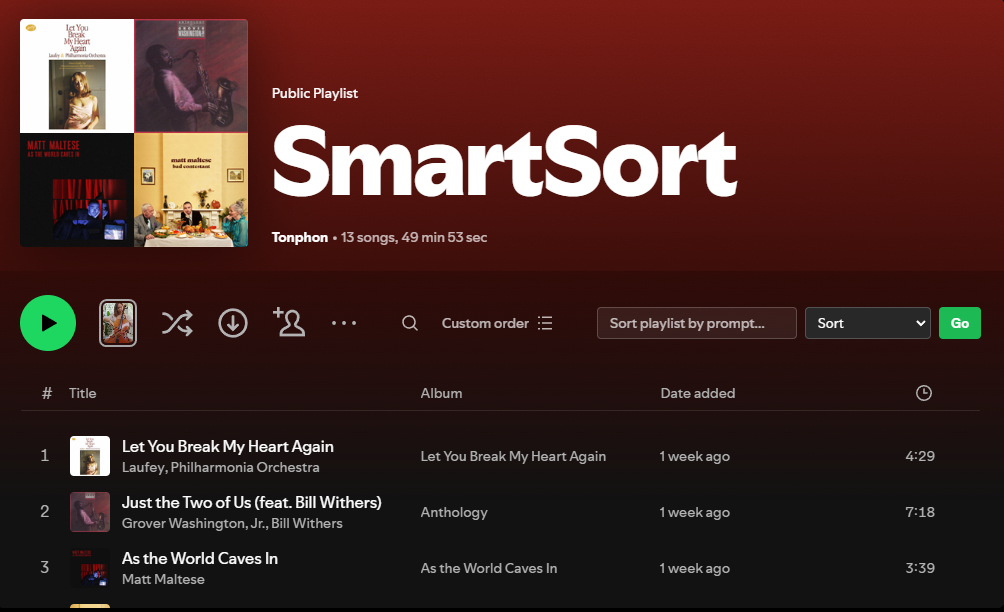 Let You
Break
My Heart
Again
Laufey & Philharmonia Orchestra
MATT MALTESE
AS THE WORLD CAVES IN
matt maltese
bad contestant
Public Playlist
SmartSort
Tonphon • 13 songs, 49 min 53 sec
Custom order
Sort playlist by prompt...
Sort
Go
# Title Album Date added
1 Let You Break My Heart Again Let You Break My Heart Again 1 week ago 4:29
Laufey, Philharmonia Orchestra
2 Just the Two of Us (feat. Bill Withers) Anthology 1 week ago 7:18
Grover Washington, Jr., Bill Withers
3 As the World Caves In As the World Caves In 1 week ago 3:39
Matt Maltese